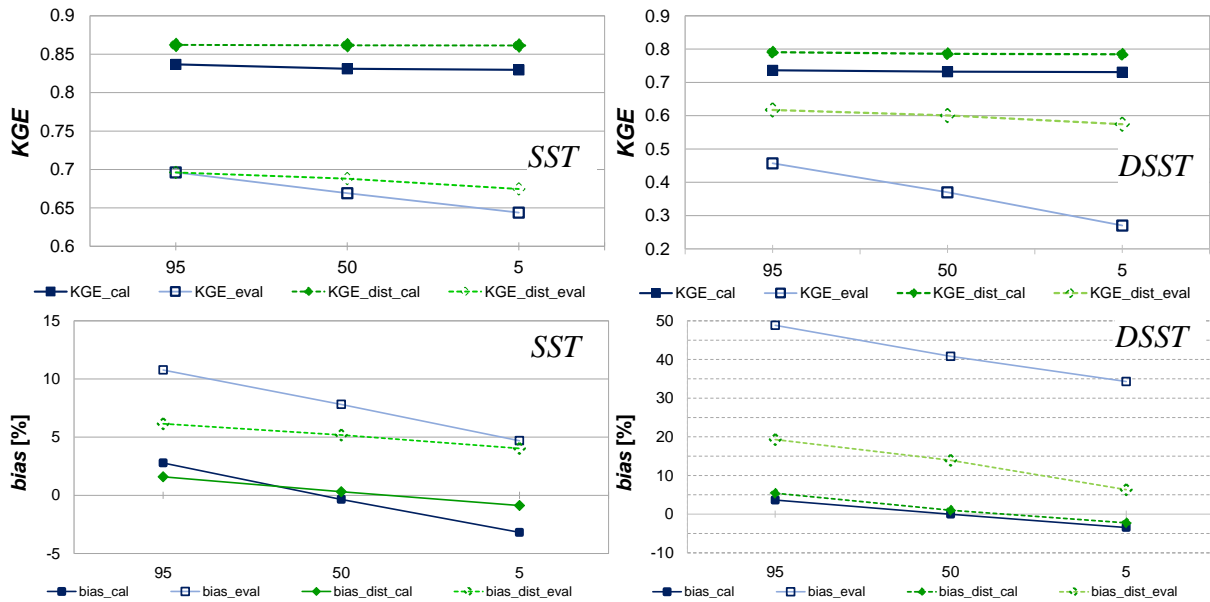 0.9
0.85
0.8
0.75
0.7
0.65
0.6
KGE
SST
95 50 5
KGE_cal KGE_eval KGE_dist_cal KGE_dist_eval
0.9
0.8
0.7
0.6
0.5
0.4
0.3
0.2
KGE
DSST
95 50 5
KGE_cal KGE_eval KGE_dist_cal KGE_dist_eval
15
10
5
0
-5
bias [%]
SST
95 50 5
bias_cal bias_eval bias_dist_cal bias_dist_eval
50
40
30
20
10
0
-10
bias [%]
DSST
95 50 5
bias_cal bias_eval bias_dist_cal bias_dist_eval